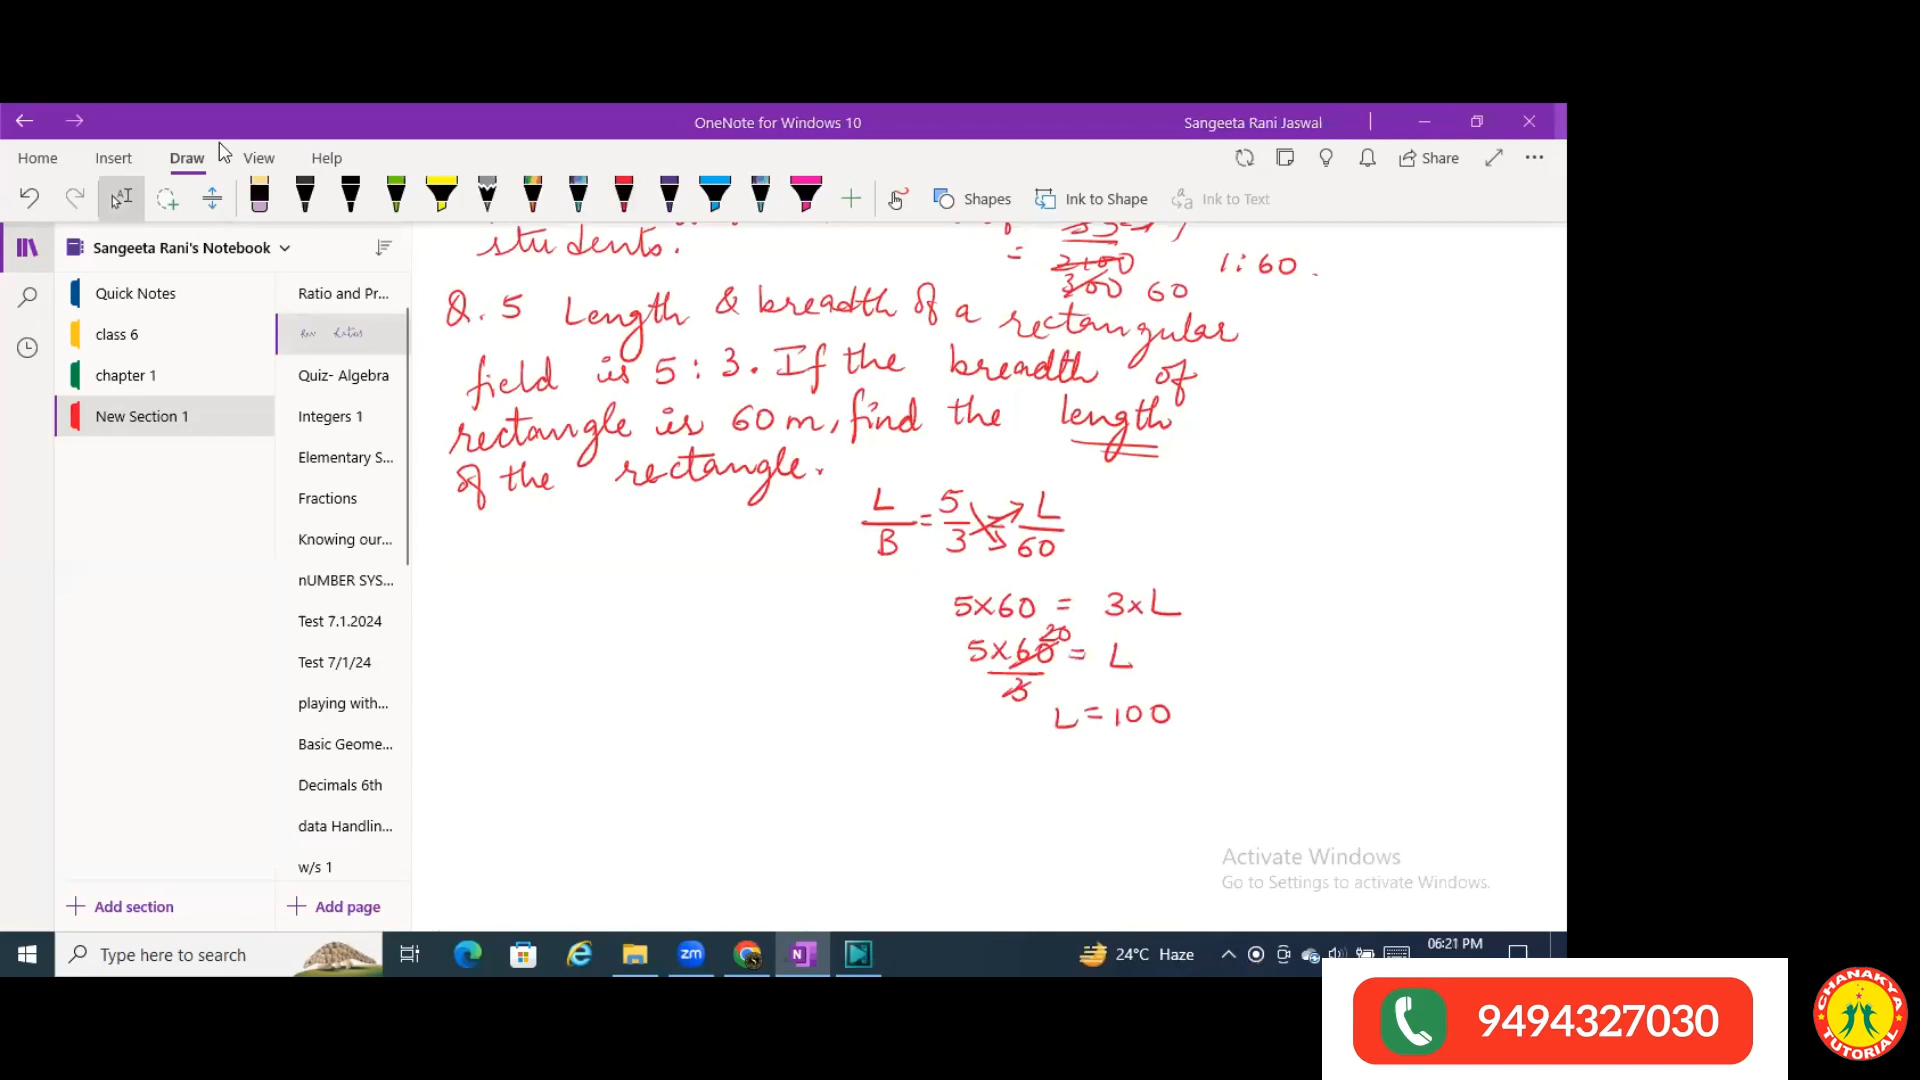 OneNote for Windows 10
Sangeeta Rani Jaswal
Home Insert Draw View Help
Share
Shapes Ink to Shape Ink to Text
Sangeeta Rani's Notebook
Quick Notes
class 6
chapter 1
New Section 1
Add section
Ratio and Pr...
Quiz- Algebra
Integers 1
Elementary S...
Fractions
Knowing our...
nUMBER SYS...
Test 7.1.2024
Test 7/1/24
playing with...
Basic Geome...
Decimals 6th
data Handlin...
w/s 1
Add page
students.
= 2100
300 60
1:60.
Q.5 Length & breadth of a rectangular
field is 5:3. If the breadth of
rectangle is 60m, find the length
of the rectangle.
L/B = 5/3 = L/60
5×60 = 3×L
20
5×60/3 = L
L=100
Activate Windows
Go to Settings to activate Windows.
Type here to search
zm
24°C Haze
06:21 PM
9494327030
CHANAKYA
TUTORIAL